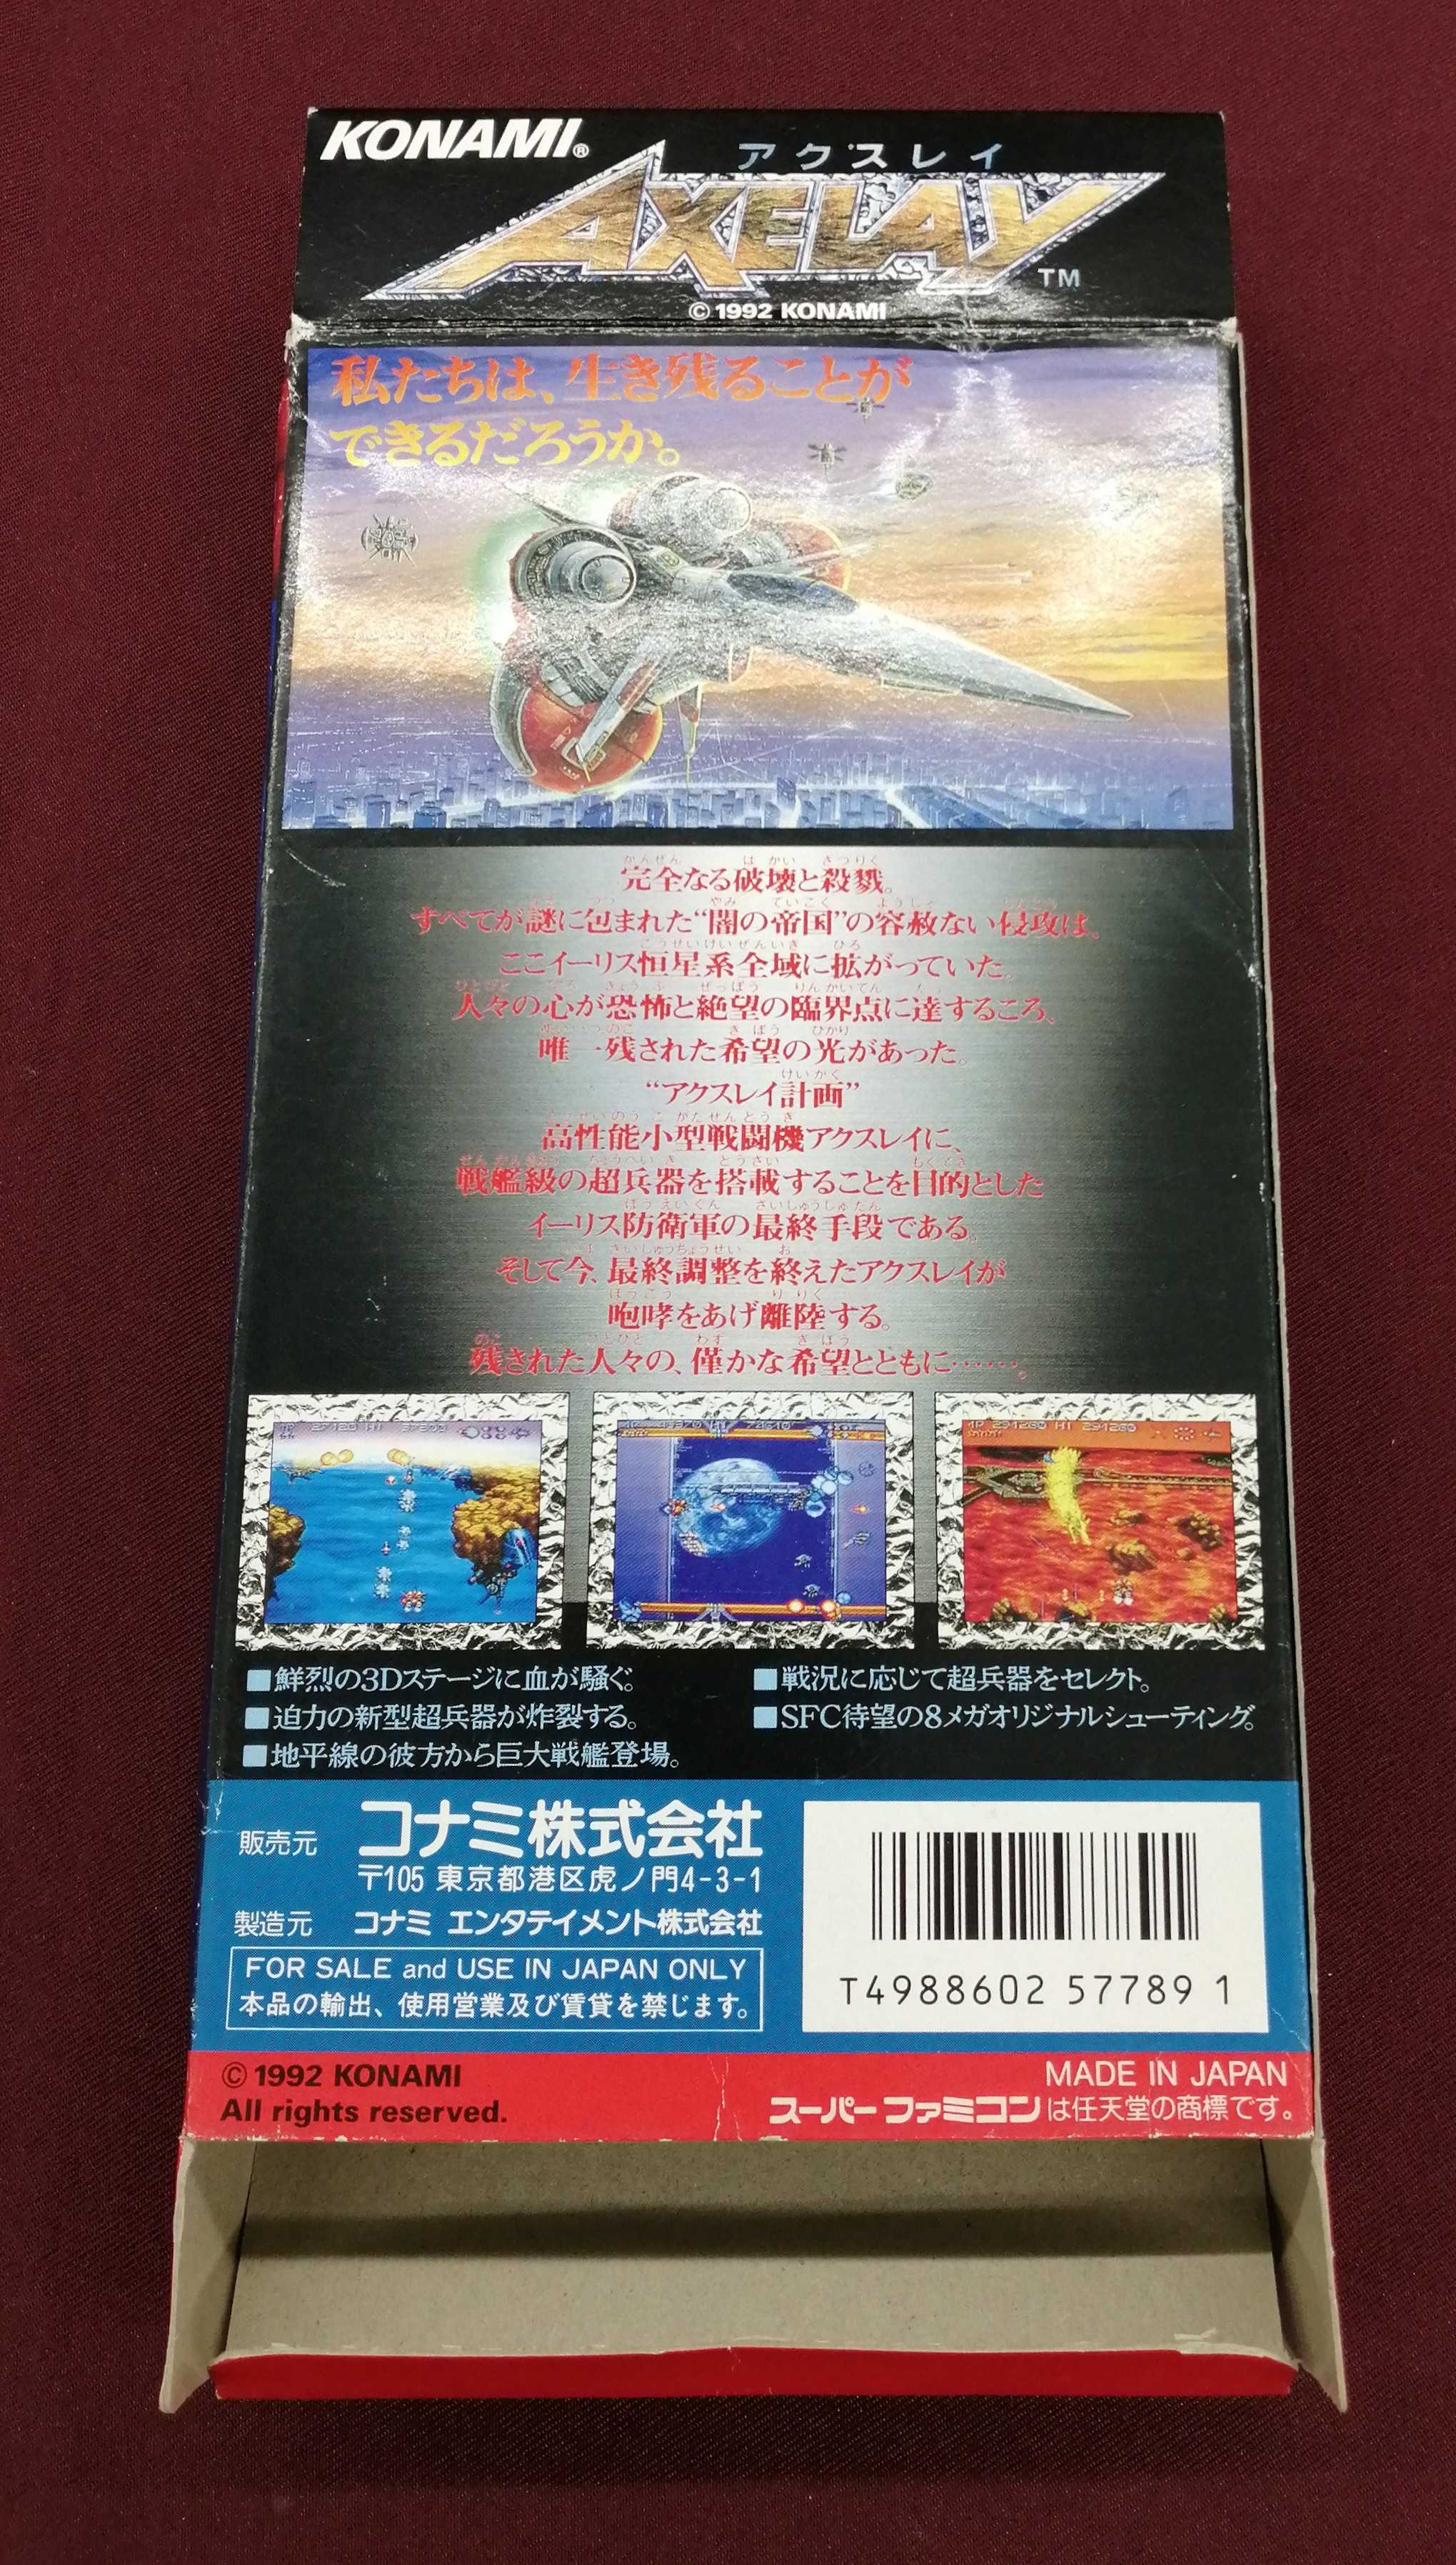 KONAMI®
アクスレイ
AXELAY
TM
© 1992 KONAMI
私たちは、生き残ることが
できるだろうか。
完全なる破壊と殺戮。
すべてが謎に包まれた“闇の帝国”の容赦ない侵攻は、
ここイーリス恒星系全域に拡がっていた。
人々の心が恐怖と絶望の臨界点に達するころ、
唯一残された希望の光があった。
“アクスレイ計画”
高性能小型戦闘機アクスレイに、
戦艦級の超兵器を搭載することを目的とした
イーリス防衛軍の最終手段である。
そして今、最終調整を終えたアクスレイが
咆哮をあげ離陸する。
残された人々の、僅かな希望とともに……。
1P 291260 HI 291260
■鮮烈の3Dステージに血が騒ぐ。
■迫力の新型超兵器が炸裂する。
■地平線の彼方から巨大戦艦登場。
■戦況に応じて超兵器をセレクト。
■SFC待望の8メガオリジナルシューティング。
販売元 コナミ株式会社
〒105 東京都港区虎ノ門4-3-1
製造元 コナミ エンタテイメント株式会社
FOR SALE and USE IN JAPAN ONLY
本品の輸出、使用営業及び賃貸を禁じます。
T4988602 57789 1
© 1992 KONAMI
All rights reserved.
MADE IN JAPAN
スーパーファミコンは任天堂の商標です。